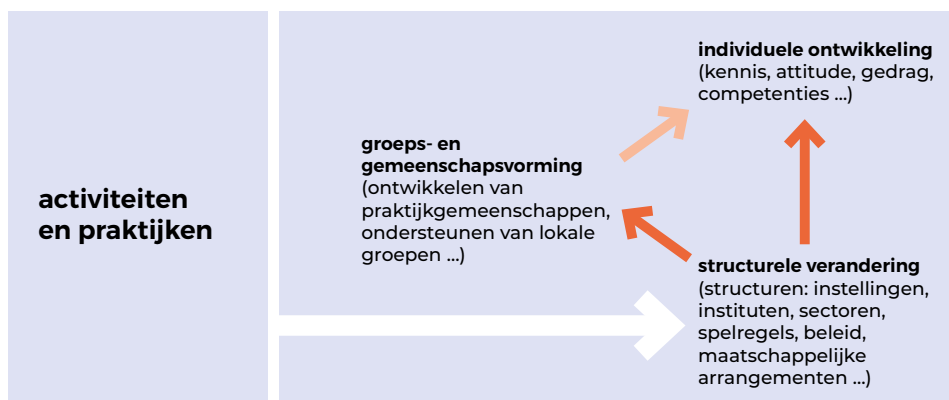 activiteiten
en praktijken
groeps- en
gemeenschapsvorming
(ontwikkelen van
praktijkgemeenschappen,
ondersteunen van lokale
groepen ...)
individuele ontwikkeling
(kennis, attitude, gedrag,
competenties ...)
structurele verandering
(structuren: instellingen,
instituten, sectoren,
spelregels, beleid,
maatschappelijke
arrangementen ...)